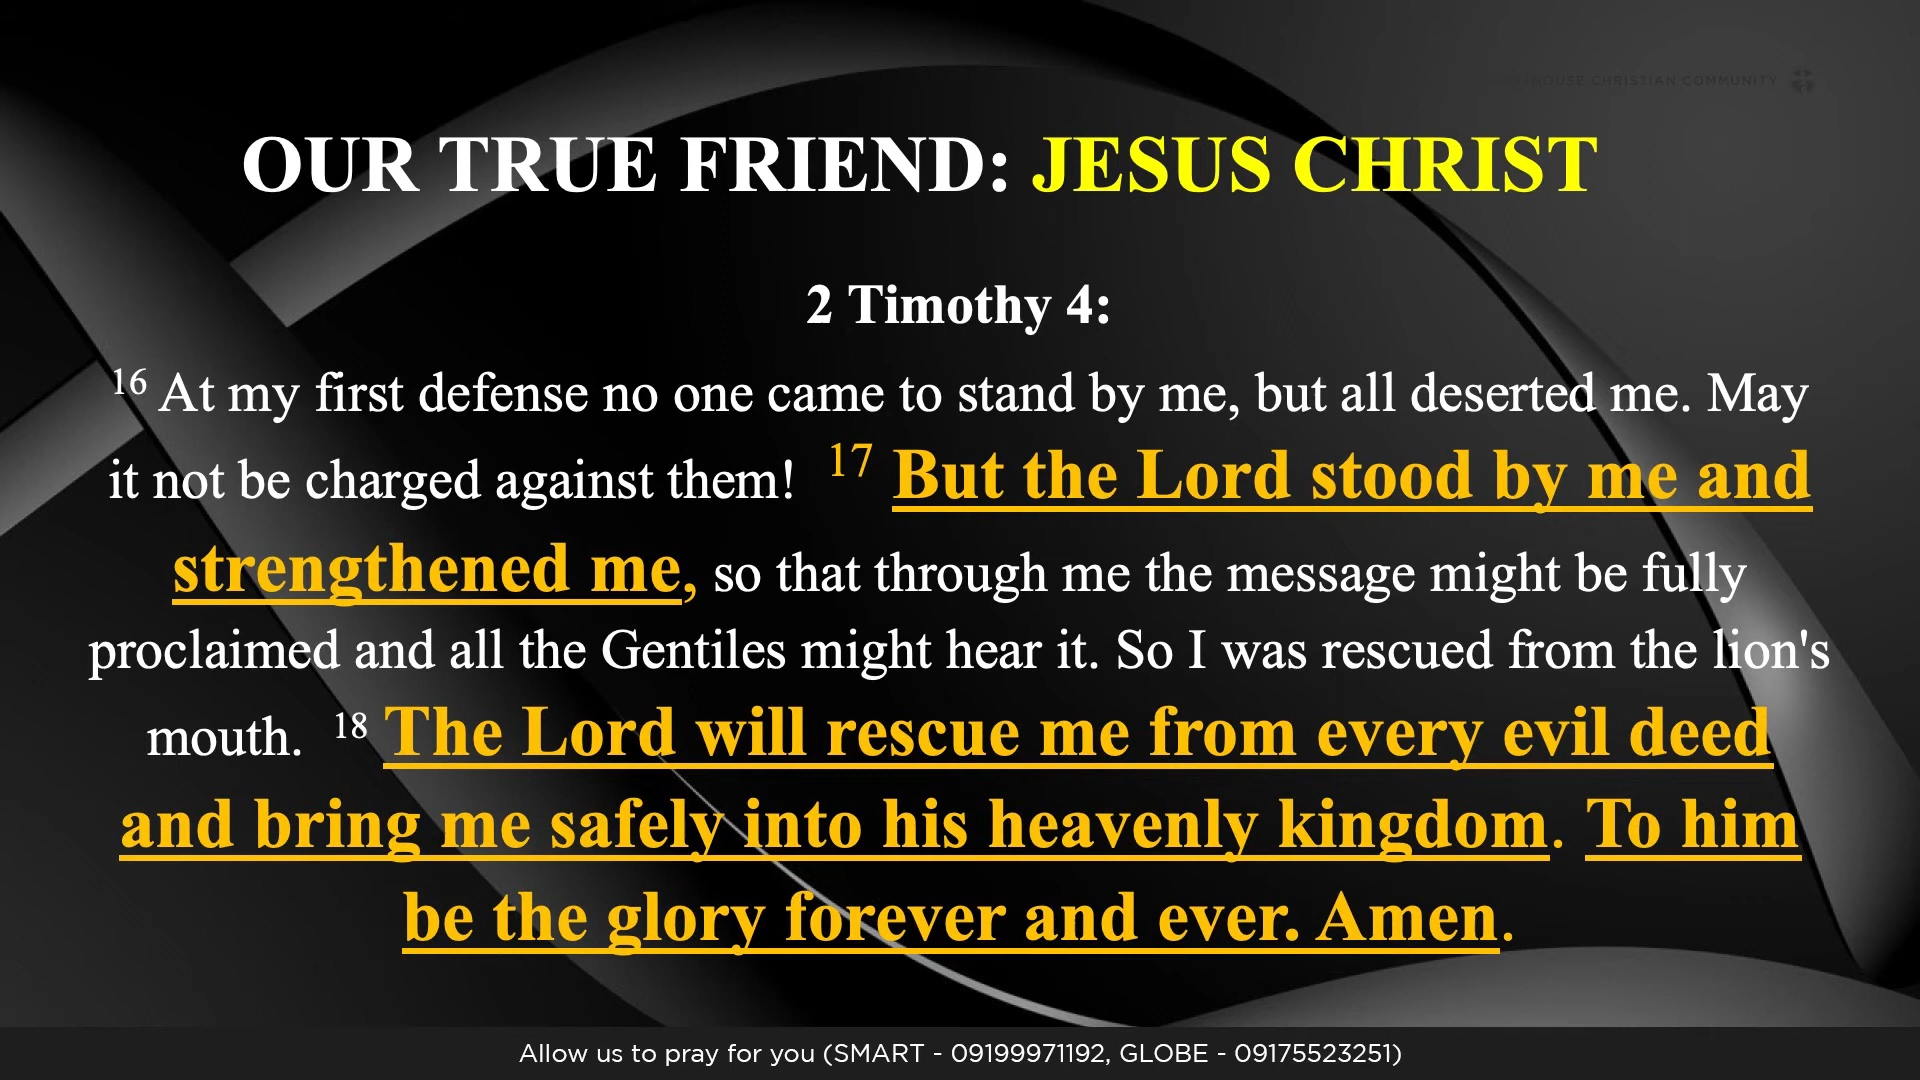 HOUSE CHRISTIAN COMMUNITY
OUR TRUE FRIEND: JESUS CHRIST
2 Timothy 4:
16 At my first defense no one came to stand by me, but all deserted me. May
it not be charged against them! 17 But the Lord stood by me and
strengthened me, so that through me the message might be fully
proclaimed and all the Gentiles might hear it. So I was rescued from the lion's
mouth. 18 The Lord will rescue me from every evil deed
and bring me safely into his heavenly kingdom. To him
be the glory forever and ever. Amen.
Allow us to pray for you (SMART - 09199971192, GLOBE - 09175523251)